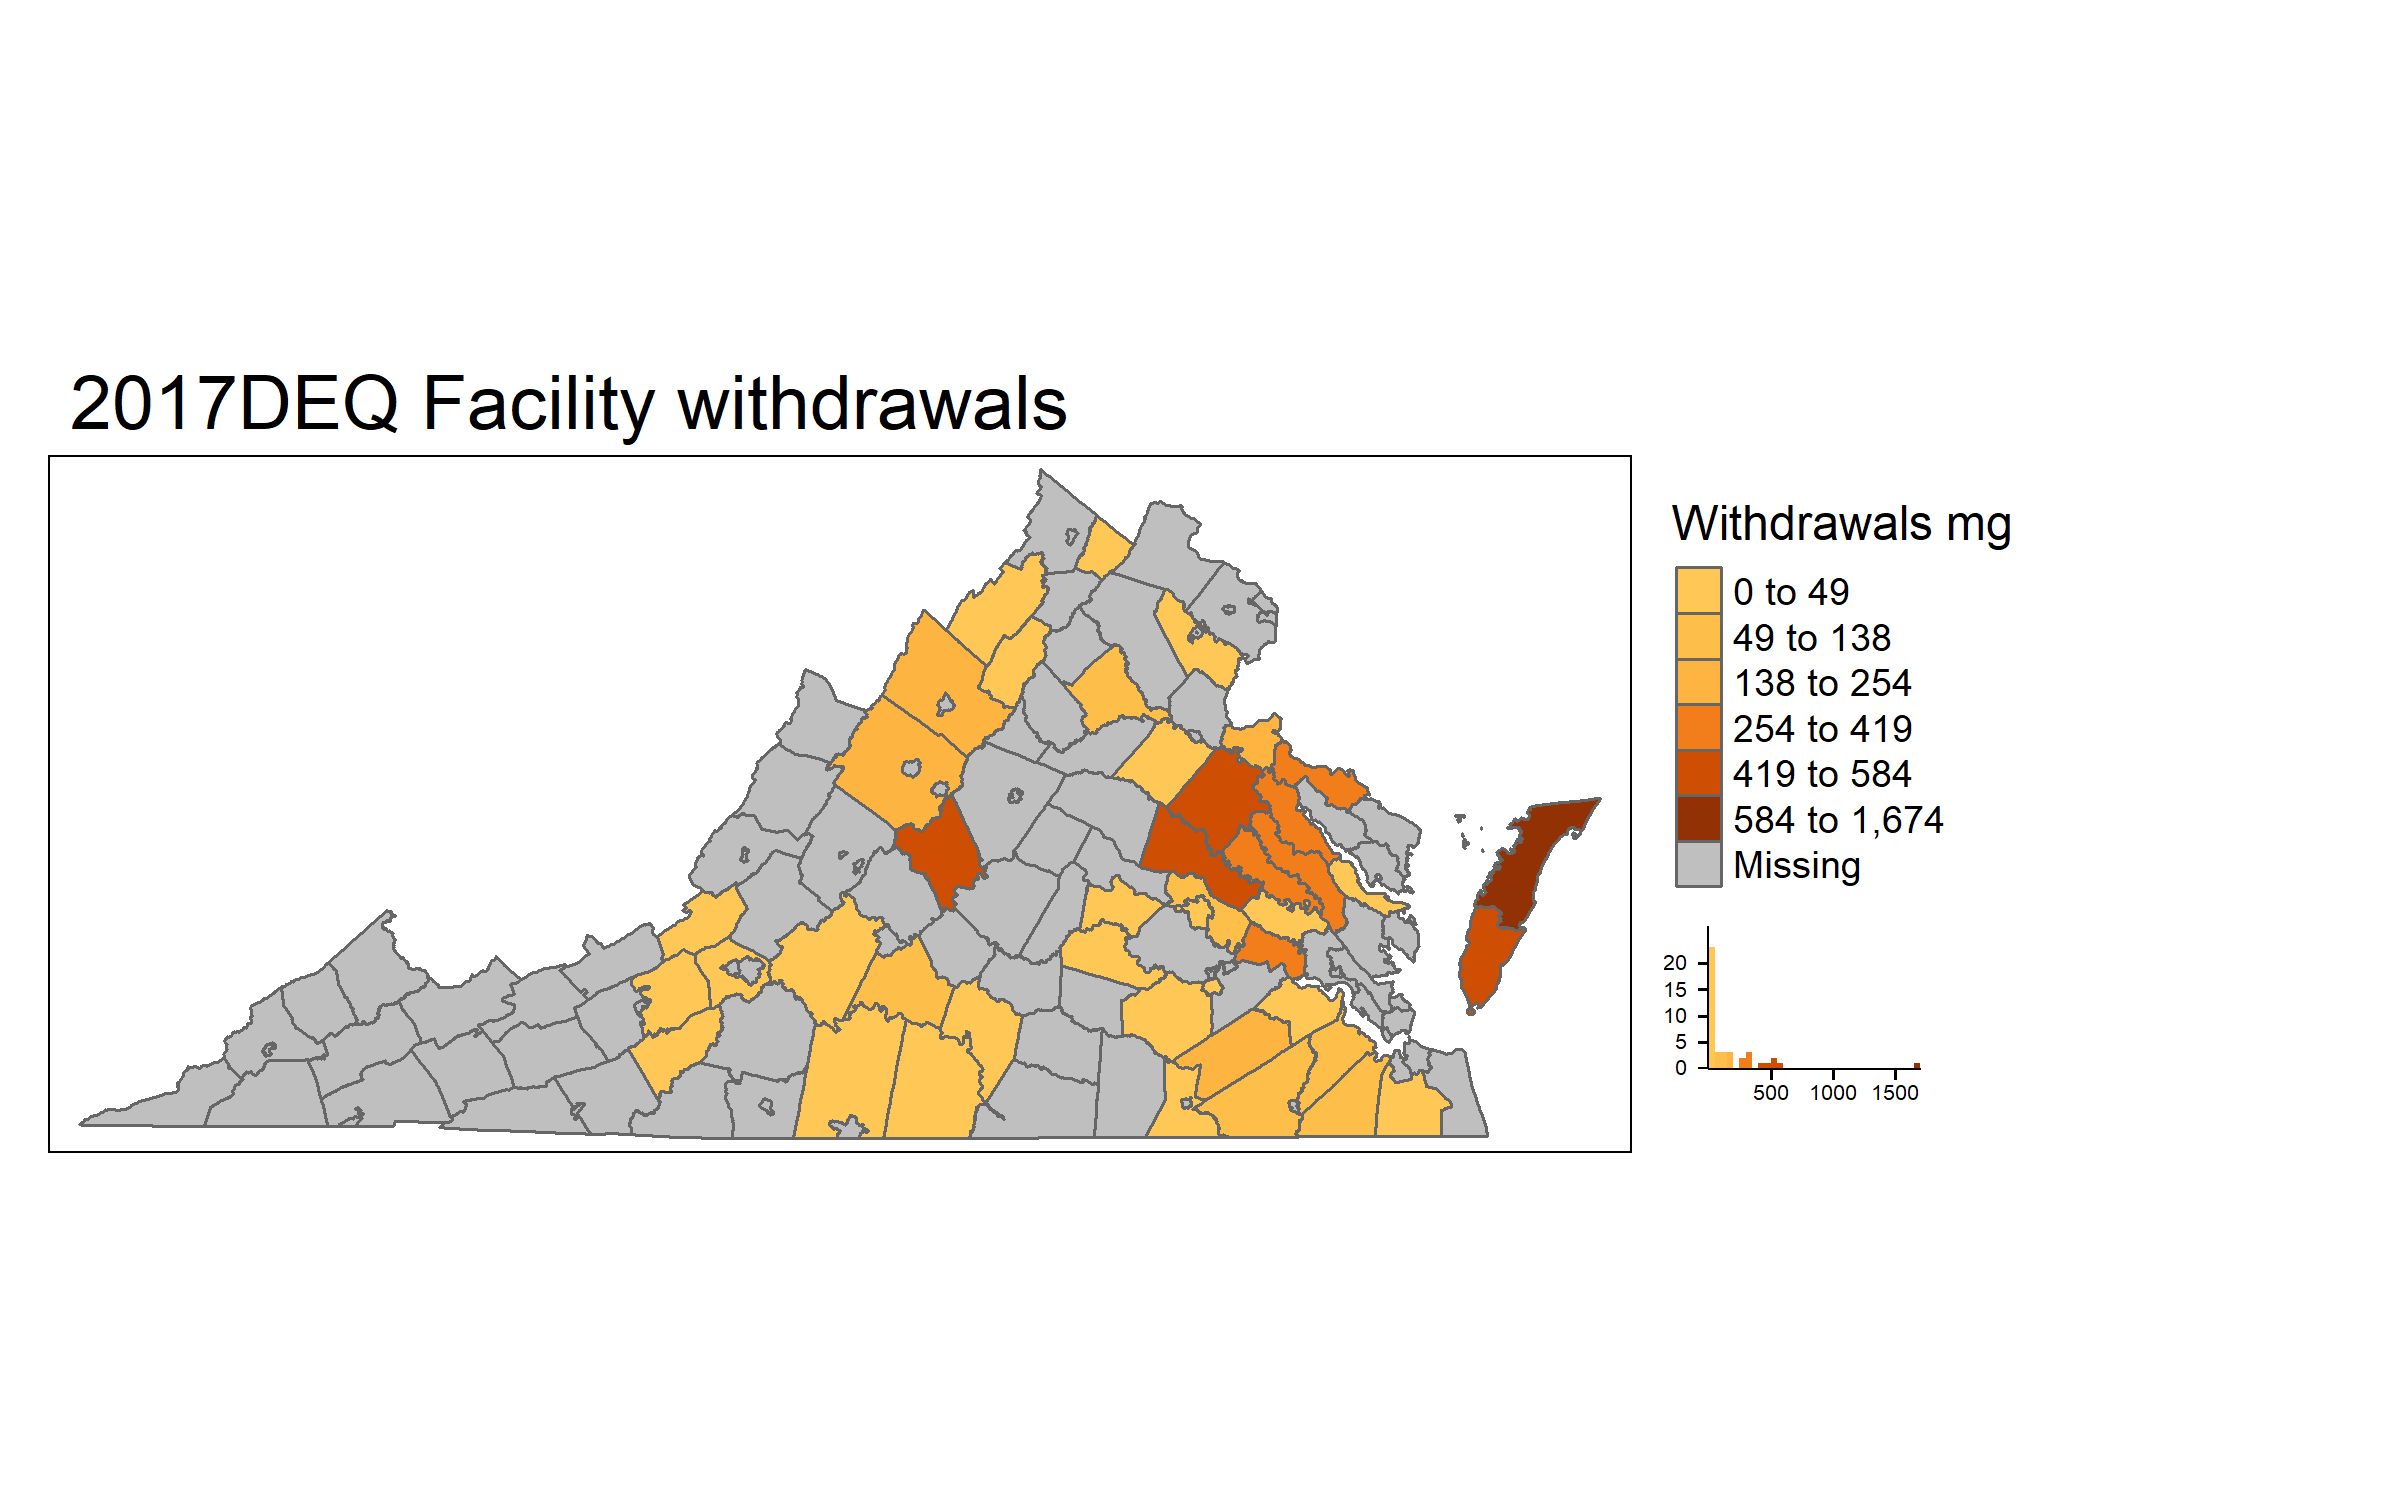 2017DEQ Facility withdrawals
Withdrawals mg
0 to 49
49 to 138
138 to 254
254 to 419
419 to 584
584 to 1,674
Missing
20
15
10
5
0
500 1000 1500